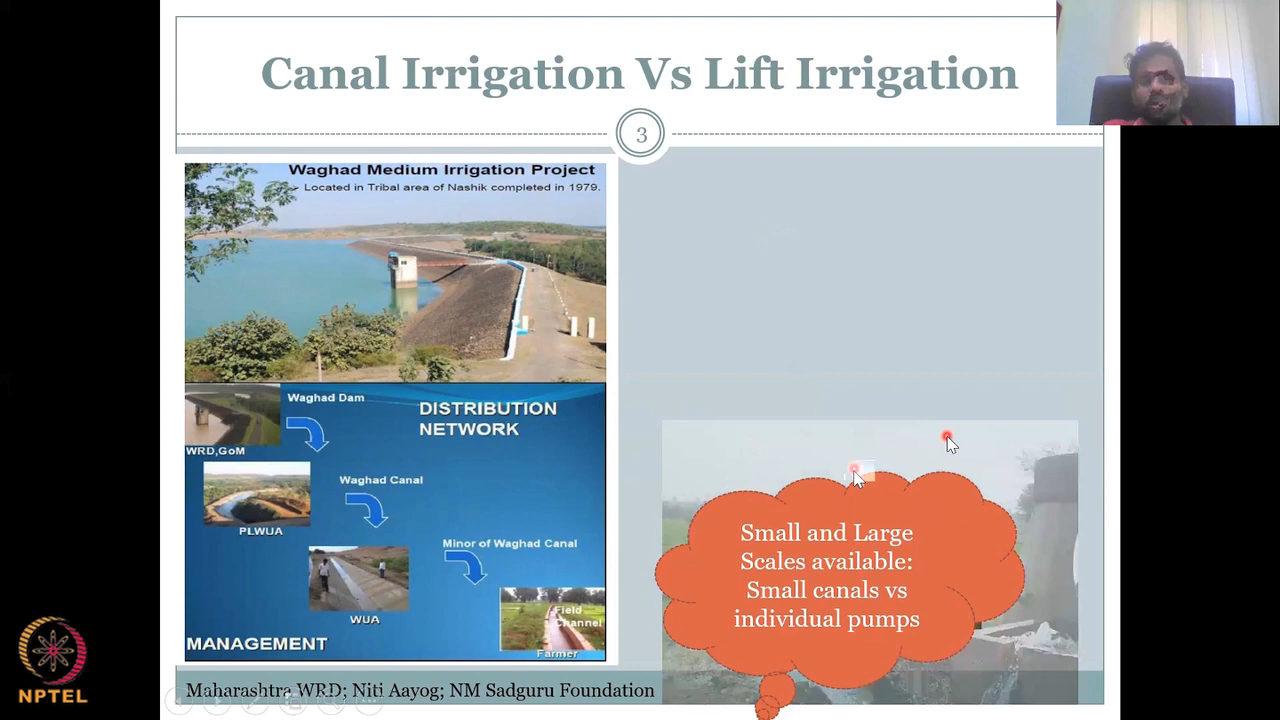 Canal Irrigation Vs Lift Irrigation
3
Waghad Medium Irrigation Project
Located in Tribal area of Nashik completed in 1979.
Waghad Dam
DISTRIBUTION
NETWORK
WRD,GoM
Waghad Canal
PLWUA
Minor of Waghad Canal
WUA
Field
Channel
MANAGEMENT
Farmer
Small and Large
Scales available:
Small canals vs
individual pumps
Maharashtra WRD; Niti Aayog; NM Sadguru Foundation
NPTEL